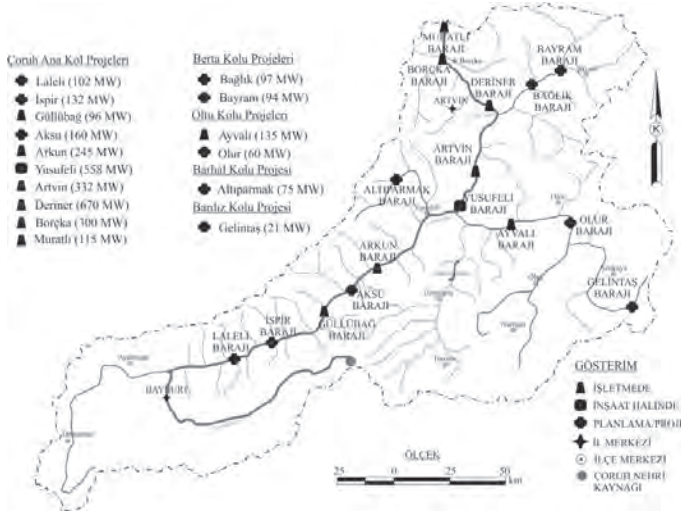 Çoruh Ana Kol Projeleri
Laleli (102 MW)
İspir (132 MW)
Güllübağ (96 MW)
Aksu (160 MW)
Arkun (245 MW)
Yusufeli (558 MW)
Artvin (332 MW)
Deriner (670 MW)
Borçka (300 MW)
Muratlı (115 MW)
Berta Kolu Projeleri
Bağlık (97 MW)
Bayram (94 MW)
Oltu Kolu Projeleri
Ayvalı (135 MW)
Olur (60 MW)
Barhal Kolu Projesi
Altıparmak (75 MW)
Gelintaş (21 MW)
MURATLI
BARAJI
Borçka
BORÇKA
BARAJI
DERİNER
BARAJI
ARTVİN
BAYRAM
BARAJI
BAĞLIK
BARAJI
ARTVİN
BARAJI
ALTIPARMAK
BARAJI
YUSUFELİ
BARAJI
AYVALI
BARAJI
OLUR
BARAJI
GELİNTAŞ
BARAJI
ARKUN
BARAJI
AKSU
BARAJI
GÜLLÜBAĞ
BARAJI
İSPİR
BARAJI
LALELİ
BARAJI
BAYBURT
K
GÖSTERİM
İŞLETMEDE
İNŞAAT HALİNDE
PLANLAMA/PROJE
İL MERKEZİ
İLÇE MERKEZİ
ÇORUH NEHRİ
KAYNAĞI
ÖLÇEK
25 0 25 50
km